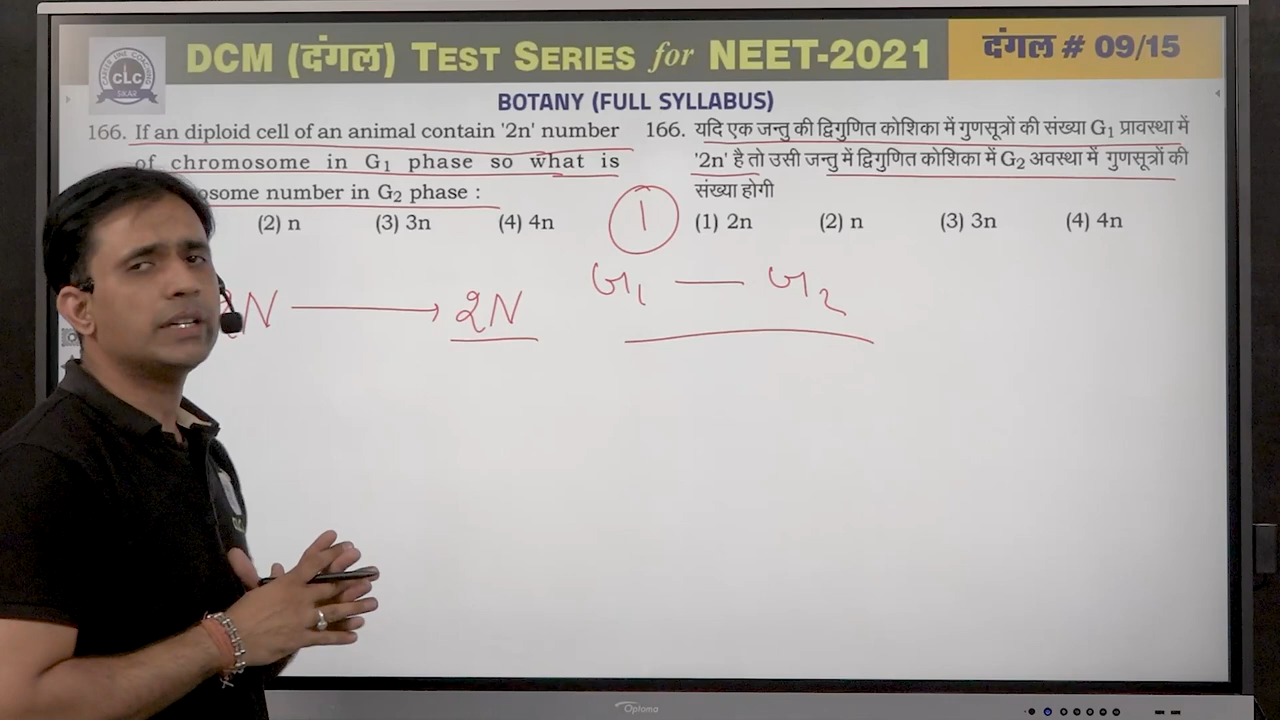 DCM (दंगल) TEST SERIES for NEET-2021
दंगल # 09/15
CLC
SIKAR
BOTANY (FULL SYLLABUS)
166. If an diploid cell of an animal contain '2n' number
of chromosome in G1 phase so what is
osome number in G2 phase :
(2) n (3) 3n (4) 4n
166. यदि एक जन्तु की द्विगुणित कोशिका में गुणसूत्रों की संख्या G1 प्रावस्था में
'2n' है तो उसी जन्तु में द्विगुणित कोशिका में G2 अवस्था में गुणसूत्रों की
संख्या होगी
(1) 2n (2) n (3) 3n (4) 4n
1
G1 — G2
2N → 2N
Optoma